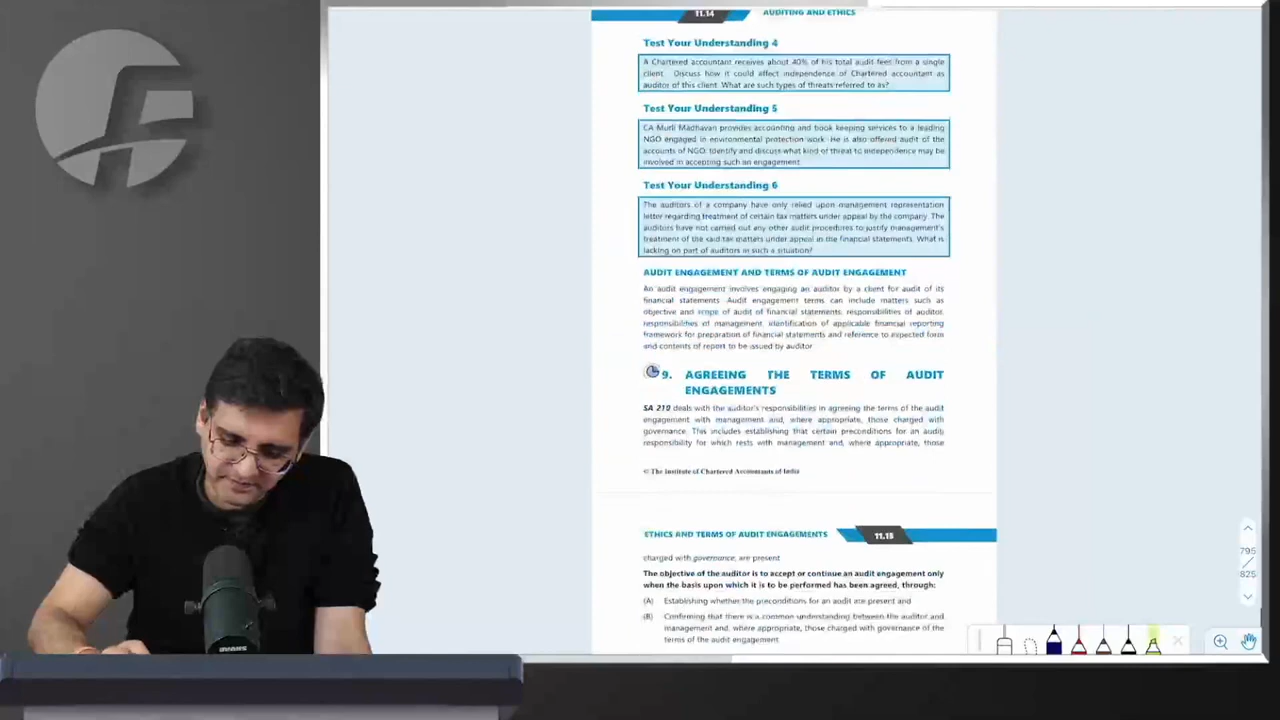 11.14
AUDITING AND ETHICS
Test Your Understanding 4
A Chartered accountant receives about 40% of his total audit fees from a single
client. Discuss how it could affect independence of Chartered accountant as
auditor of this client. What are such types of threats referred to as?
Test Your Understanding 5
CA Murli Madhavan provides accounting and book keeping services to a leading
NGO engaged in environmental protection work. He is also offered audit of the
accounts of NGO. Identify and discuss what kind of threat to independence may be
involved in accepting such an engagement.
Test Your Understanding 6
The auditors of a company have only relied upon management representation
letter regarding treatment of certain tax matters under appeal by the company. The
auditors have not carried out any other audit procedures to justify management's
treatment of the said tax matters under appeal in the financial statements. What is
lacking on part of auditors in such a situation?
AUDIT ENGAGEMENT AND TERMS OF AUDIT ENGAGEMENT
An audit engagement involves engaging an auditor by a client for audit of its
financial statements. Audit engagement terms can include matters such as
objective and scope of audit of financial statements, responsibilities of auditor,
responsibilities of management, identification of applicable financial reporting
framework for preparation of financial statements and reference to expected form
and contents of report to be issued by auditor.
9. AGREEING THE TERMS OF AUDIT
ENGAGEMENTS
SA 210 deals with the auditor's responsibilities in agreeing the terms of the audit
engagement with management and, where appropriate, those charged with
governance. This includes establishing that certain preconditions for an audit,
responsibility for which rests with management and, where appropriate, those
© The Institute of Chartered Accountants of India
ETHICS AND TERMS OF AUDIT ENGAGEMENTS
11.15
charged with governance, are present.
The objective of the auditor is to accept or continue an audit engagement only
when the basis upon which it is to be performed has been agreed, through:
(A) Establishing whether the preconditions for an audit are present and
(B) Confirming that there is a common understanding between the auditor and
management and, where appropriate, those charged with governance of the
terms of the audit engagement
795
825